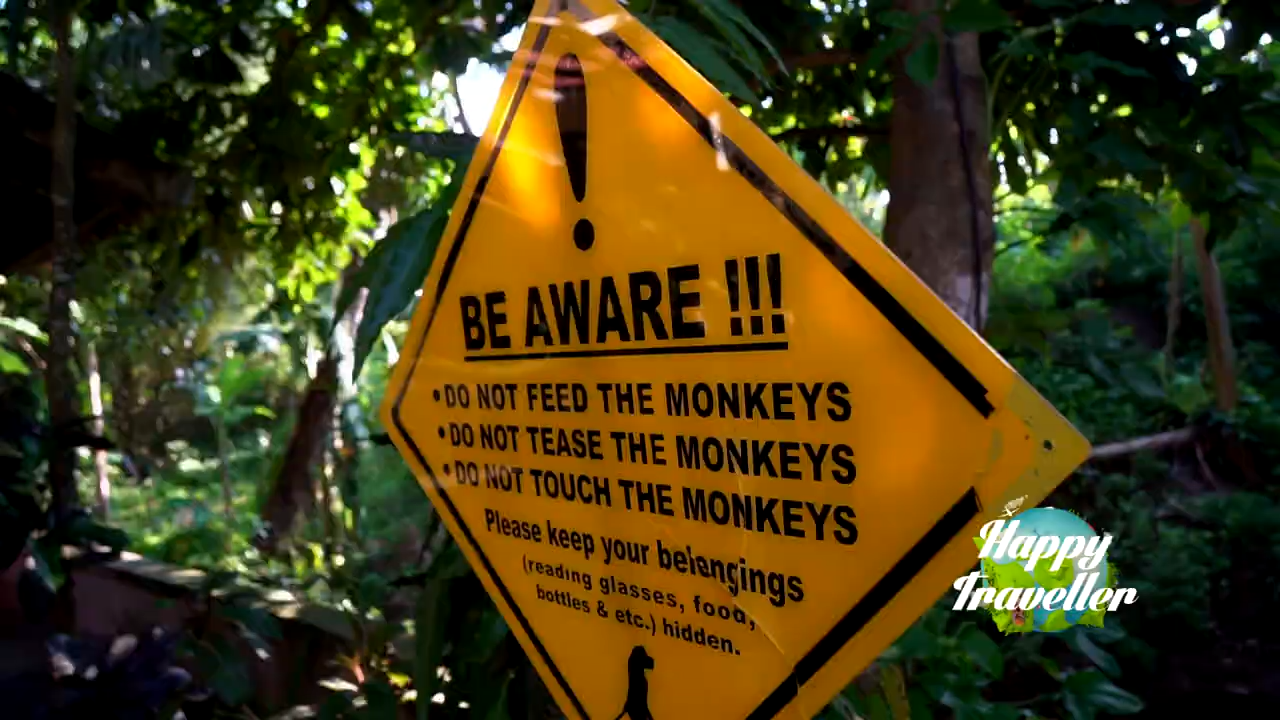 BE AWARE !!!
•DO NOT FEED THE MONKEYS
•DO NOT TEASE THE MONKEYS
•DO NOT TOUCH THE MONKEYS
Please keep your belengings
(reading glasses, food,
bottles & etc.) hidden.
Happy
Traveller